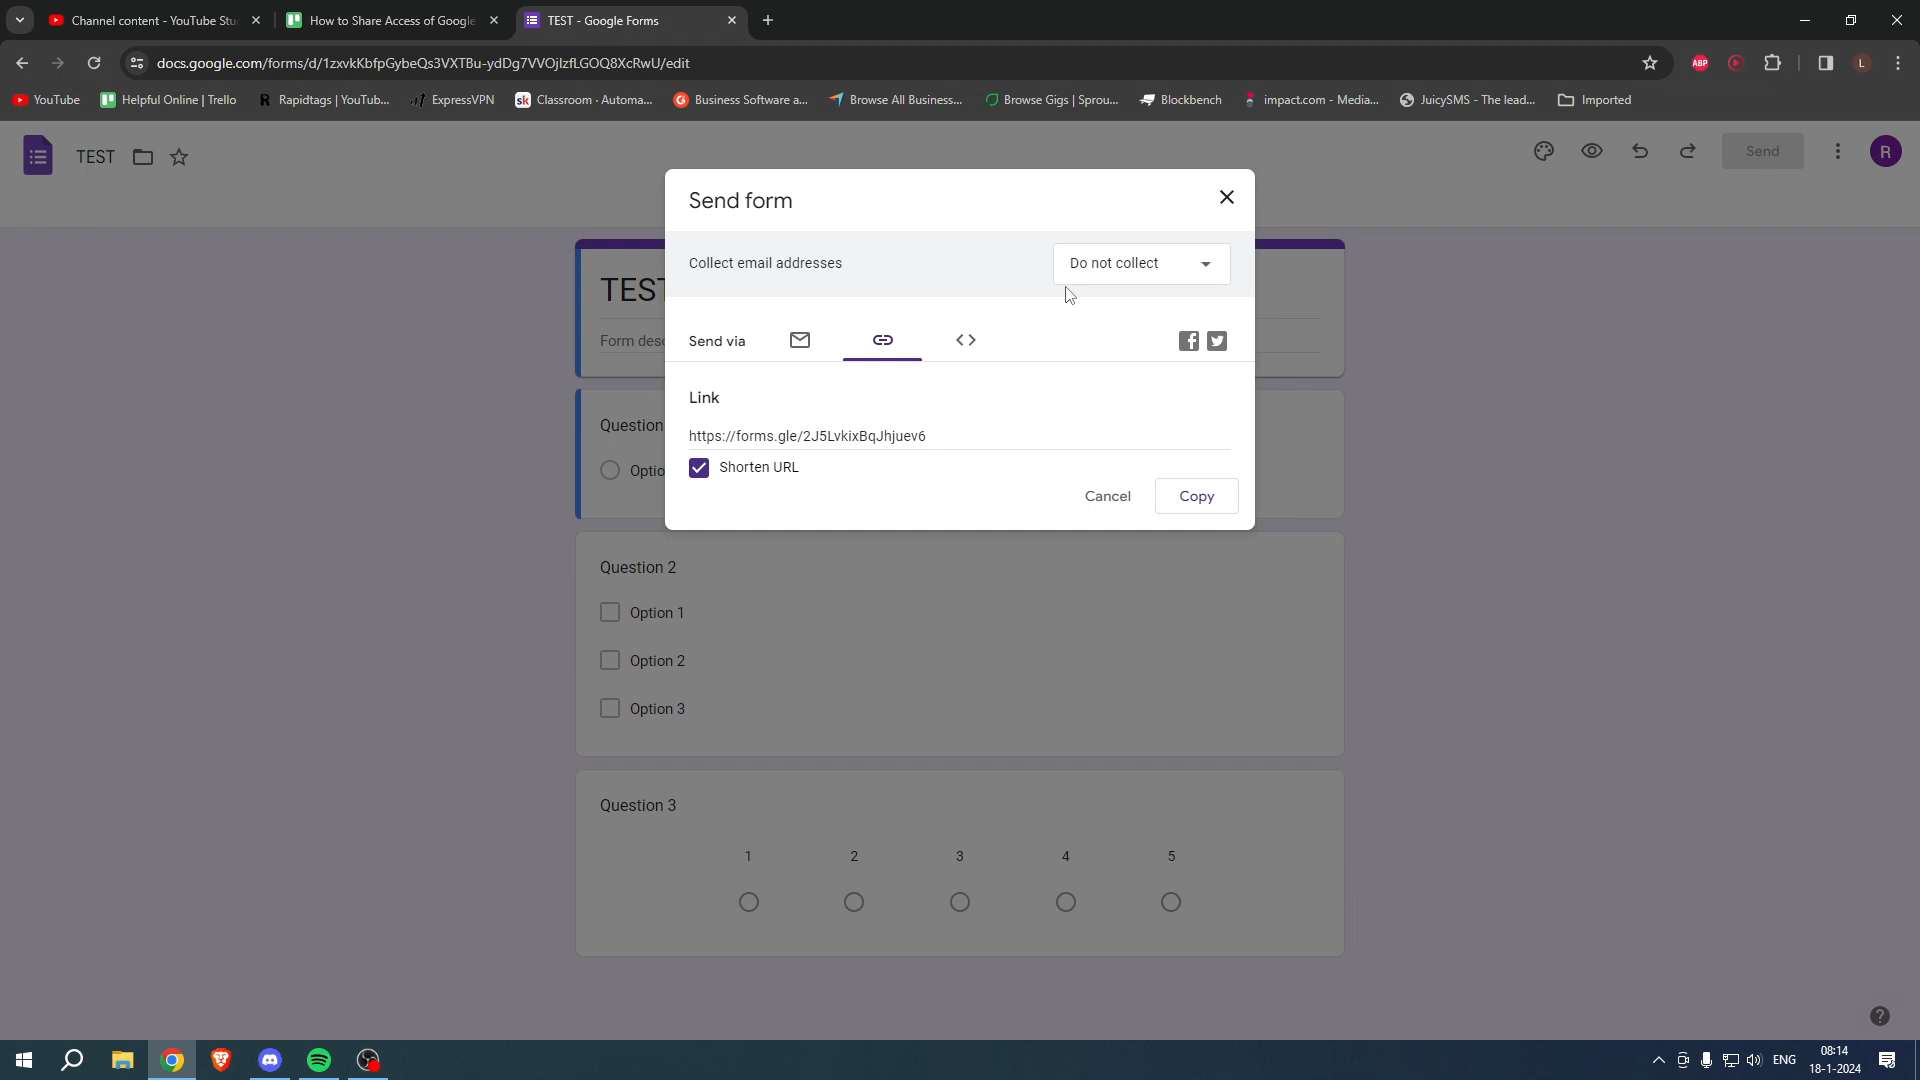 Channel content - YouTube Stu
How to Share Access of Google
TEST - Google Forms
docs.google.com/forms/d/1zxvkKbfpGybeQs3VXTBu-ydDg7VVOjIzfLGOQ8XcRwU/edit
ABP
L
YouTube
Helpful Online | Trello
R Rapidtags | YouTub...
ExpressVPN
sk Classroom · Automa...
Business Software a...
Browse All Business...
Browse Gigs | Sprou...
Blockbench
impact.com - Media...
JuicySMS - The lead...
Imported
TEST
Send
R
Send form
Collect email addresses
Do not collect
TEST
Form desc
Send via
Link
https://forms.gle/2J5LvkixBqJhjuev6
Shorten URL
Cancel
Copy
Question
Optio
Question 2
Option 1
Option 2
Option 3
Question 3
1 2 3 4 5
ENG
08:14
18-1-2024